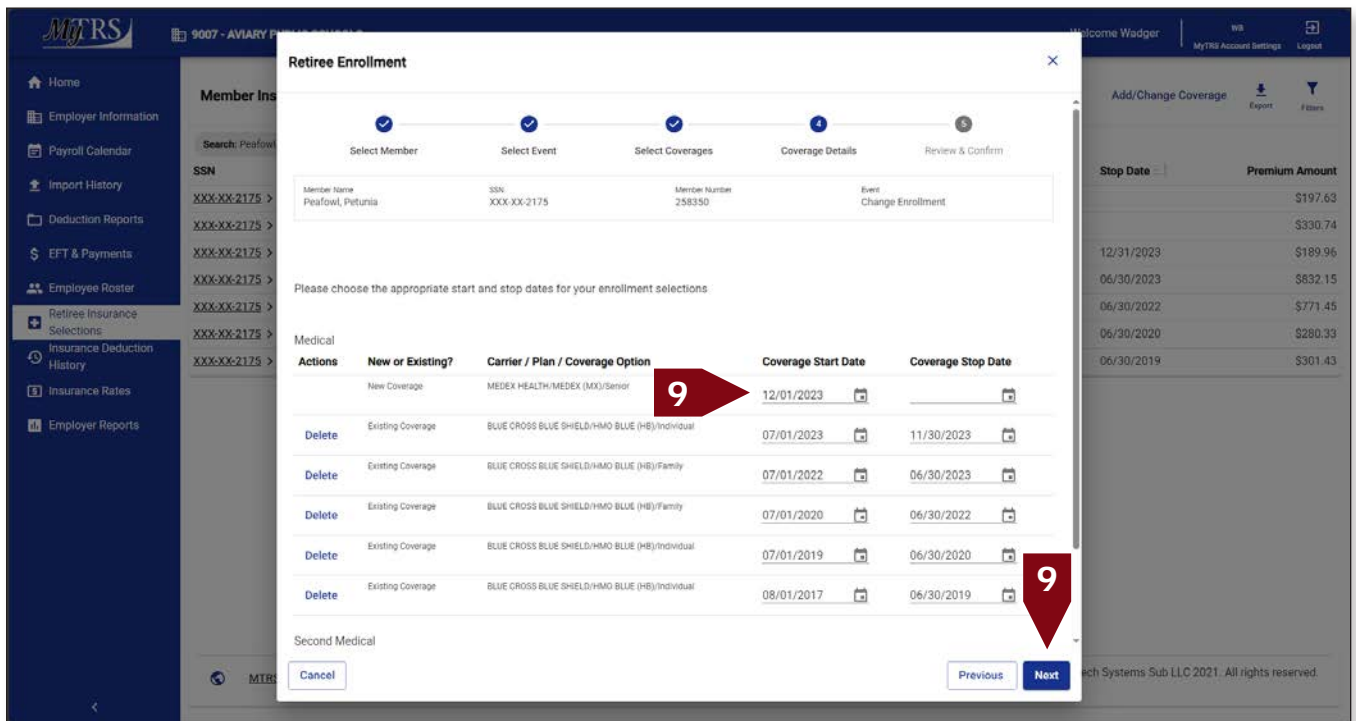 MyTRS
9007 - AVIARY P
Welcome Wadger
MyTRS Account Settings
Logout
Home
Employer Information
Payroll Calendar
Import History
Deduction Reports
EFT & Payments
Employee Roster
Retiree Insurance
Selections
Insurance Deduction
History
Insurance Rates
Employer Reports
Member Ins
Add/Change Coverage
Export
Filters
Search: Peafowl
SSN
Stop Date
Premium Amount
XXX-XX-2175 >
$197.63
XXX-XX-2175 >
$330.74
XXX-XX-2175 >
12/31/2023
$189.96
XXX-XX-2175 >
06/30/2023
$832.15
XXX-XX-2175 >
06/30/2022
$771.45
XXX-XX-2175 >
06/30/2020
$280.33
XXX-XX-2175 >
06/30/2019
$301.43
Retiree Enrollment
Select Member
Select Event
Select Coverages
4
Coverage Details
5
Review & Confirm
Member Name
SSN
Member Number
Event
Peafowl, Petunia
XXX-XX-2175
258350
Change Enrollment
Please choose the appropriate start and stop dates for your enrollment selections
Medical
Actions New or Existing? Carrier / Plan / Coverage Option Coverage Start Date Coverage Stop Date
New Coverage MEDEX HEALTH/MEDEX (MX)/Senior 12/01/2023
9
Delete Existing Coverage BLUE CROSS BLUE SHIELD/HMO BLUE (HB)/Individual 07/01/2023 11/30/2023
Delete Existing Coverage BLUE CROSS BLUE SHIELD/HMO BLUE (HB)/Family 07/01/2022 06/30/2023
Delete Existing Coverage BLUE CROSS BLUE SHIELD/HMO BLUE (HB)/Family 07/01/2020 06/30/2022
Delete Existing Coverage BLUE CROSS BLUE SHIELD/HMO BLUE (HB)/Individual 07/01/2019 06/30/2020
Delete Existing Coverage BLUE CROSS BLUE SHIELD/HMO BLUE (HB)/Individual 08/01/2017 06/30/2019
9
Second Medical
Cancel
Previous
Next
MTRS
ech Systems Sub LLC 2021. All rights reserved.